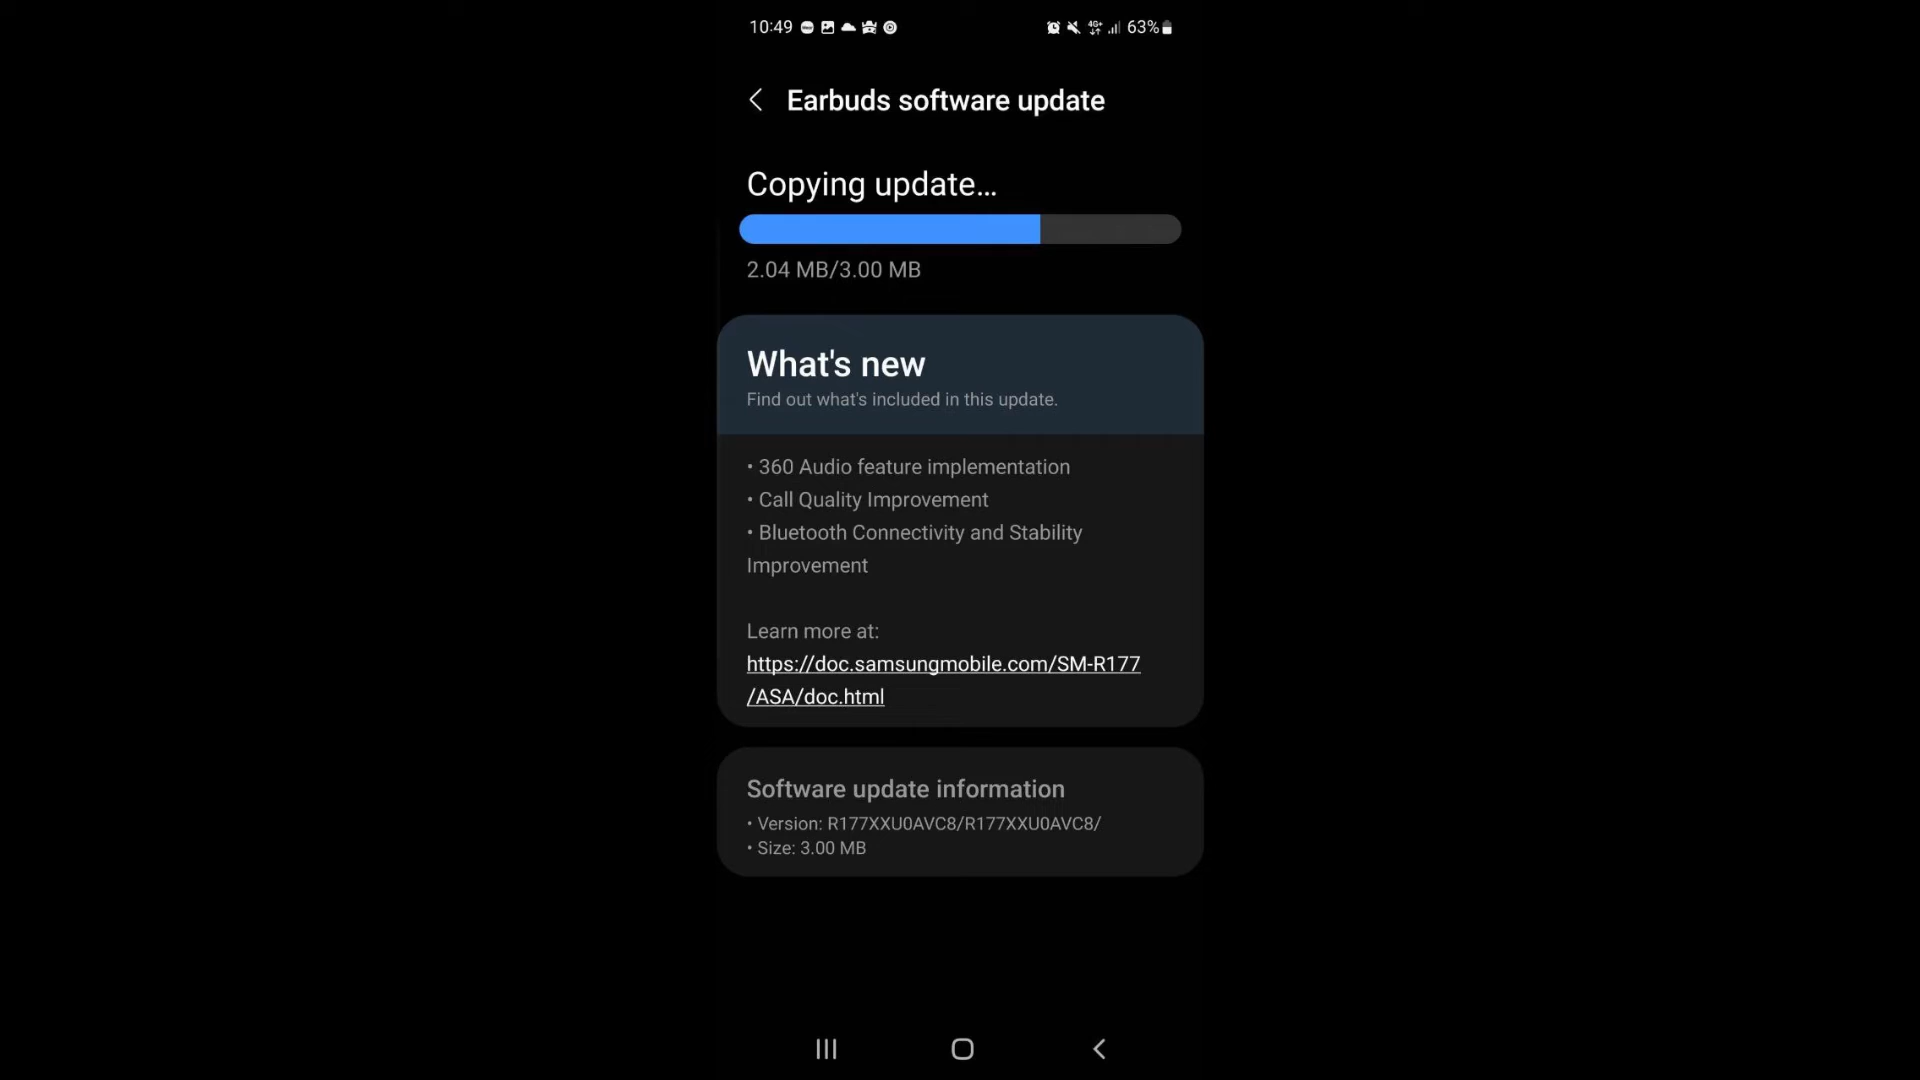 10:49
4G+
63%
Earbuds software update
Copying update...
2.04 MB/3.00 MB
What's new
Find out what's included in this update.
• 360 Audio feature implementation
• Call Quality Improvement
• Bluetooth Connectivity and Stability
Improvement
Learn more at:
https://doc.samsungmobile.com/SM-R177
/ASA/doc.html
Software update information
• Version: R177XXU0AVC8/R177XXU0AVC8/
• Size: 3.00 MB